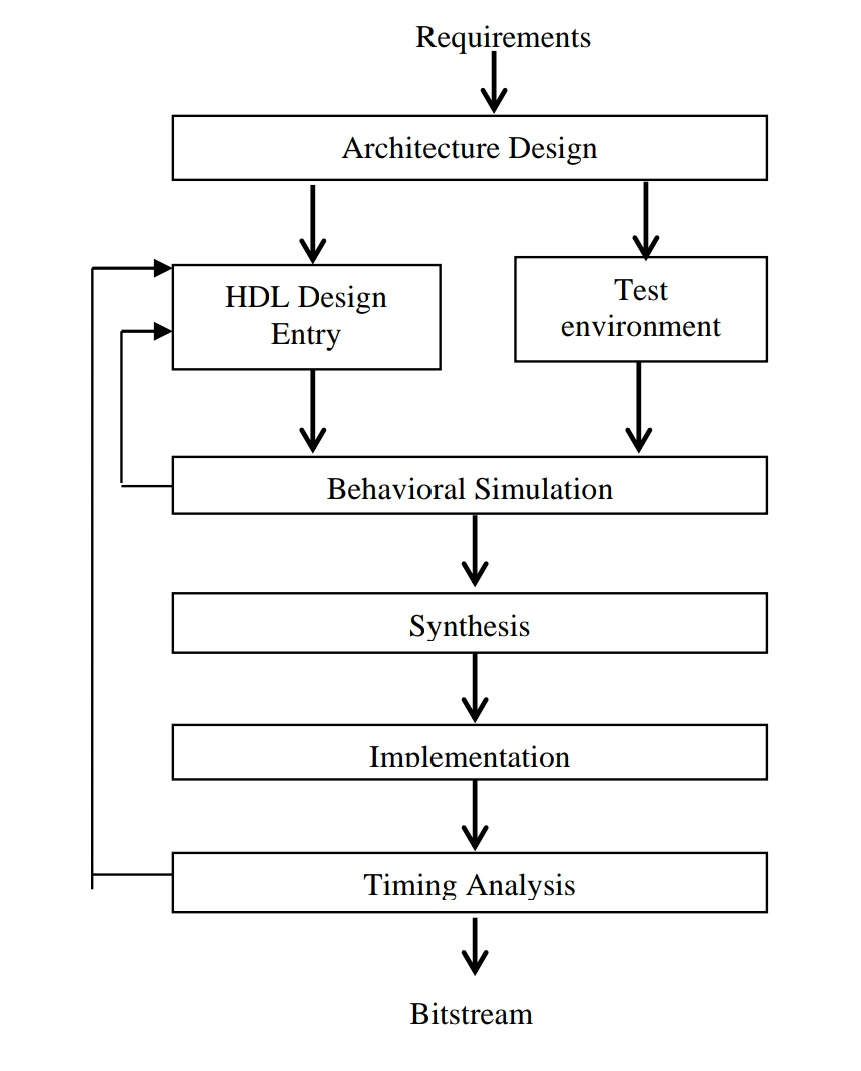 Requirements
Architecture Design
HDL Design
Entry
Test
environment
Behavioral Simulation
Synthesis
Implementation
Timing Analysis
Bitstream